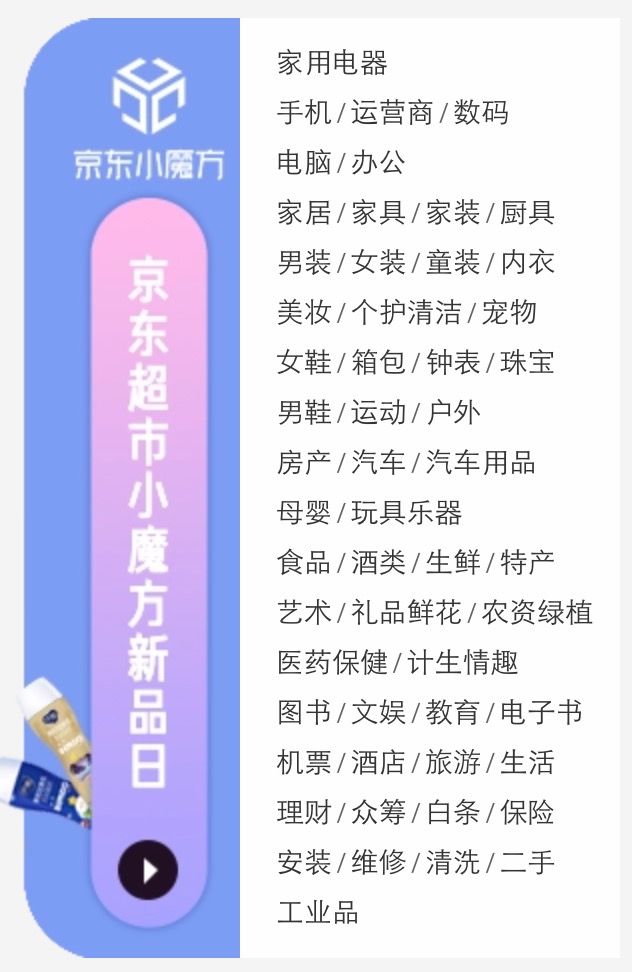 京东小魔方
京东超市小魔方新品日
家用电器
手机/运营商/数码
电脑/办公
家居/家具/家装/厨具
男装/女装/童装/内衣
美妆/个护清洁/宠物
女鞋/箱包/钟表/珠宝
男鞋/运动/户外
房产/汽车/汽车用品
母婴/玩具乐器
食品/酒类/生鲜/特产
艺术/礼品鲜花/农资绿植
医药保健/计生情趣
图书/文娱/教育/电子书
机票/酒店/旅游/生活
理财/众筹/白条/保险
安装/维修/清洗/二手
工业品